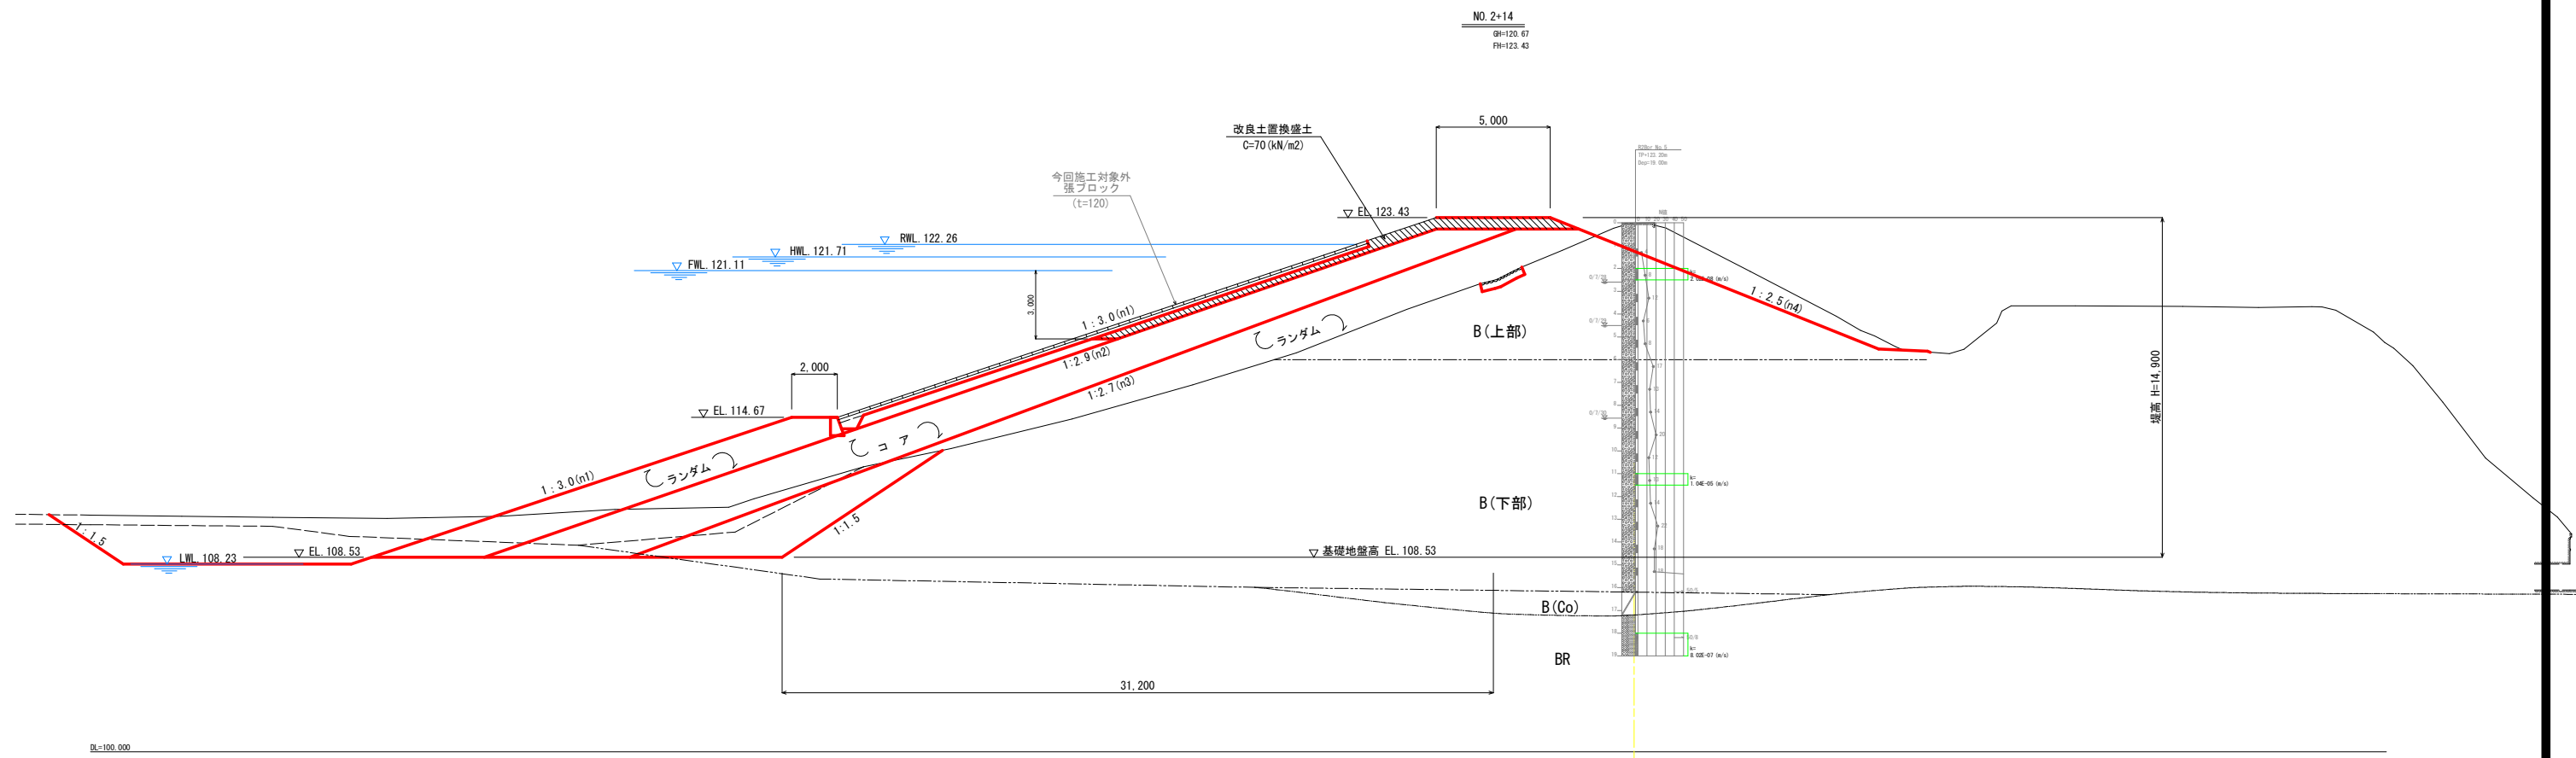 NO.2+14
GH=120.67
FH=123.43
5,000
改良土置換盛土
C=70(kN/m2)
今回施工対象外
張ブロック
(t=120)
EL.123.43
RWL.122.26
HWL.121.71
FWL.121.11
3,000
1:3.0(n1)
1:2.9(n2)
1:2.7(n3)
ランダム
B(上部)
1:2.5(n4)
堤高 H=14,900
2,000
EL.114.67
コア
ランダム
1:3.0(n1)
1:1.5
1:1.5
B(下部)
EL.108.53
LWL.108.23
基礎地盤高 EL.108.53
B(Co)
BR
31,200
k=
1.04E-05 (m/s)
DL=100.000